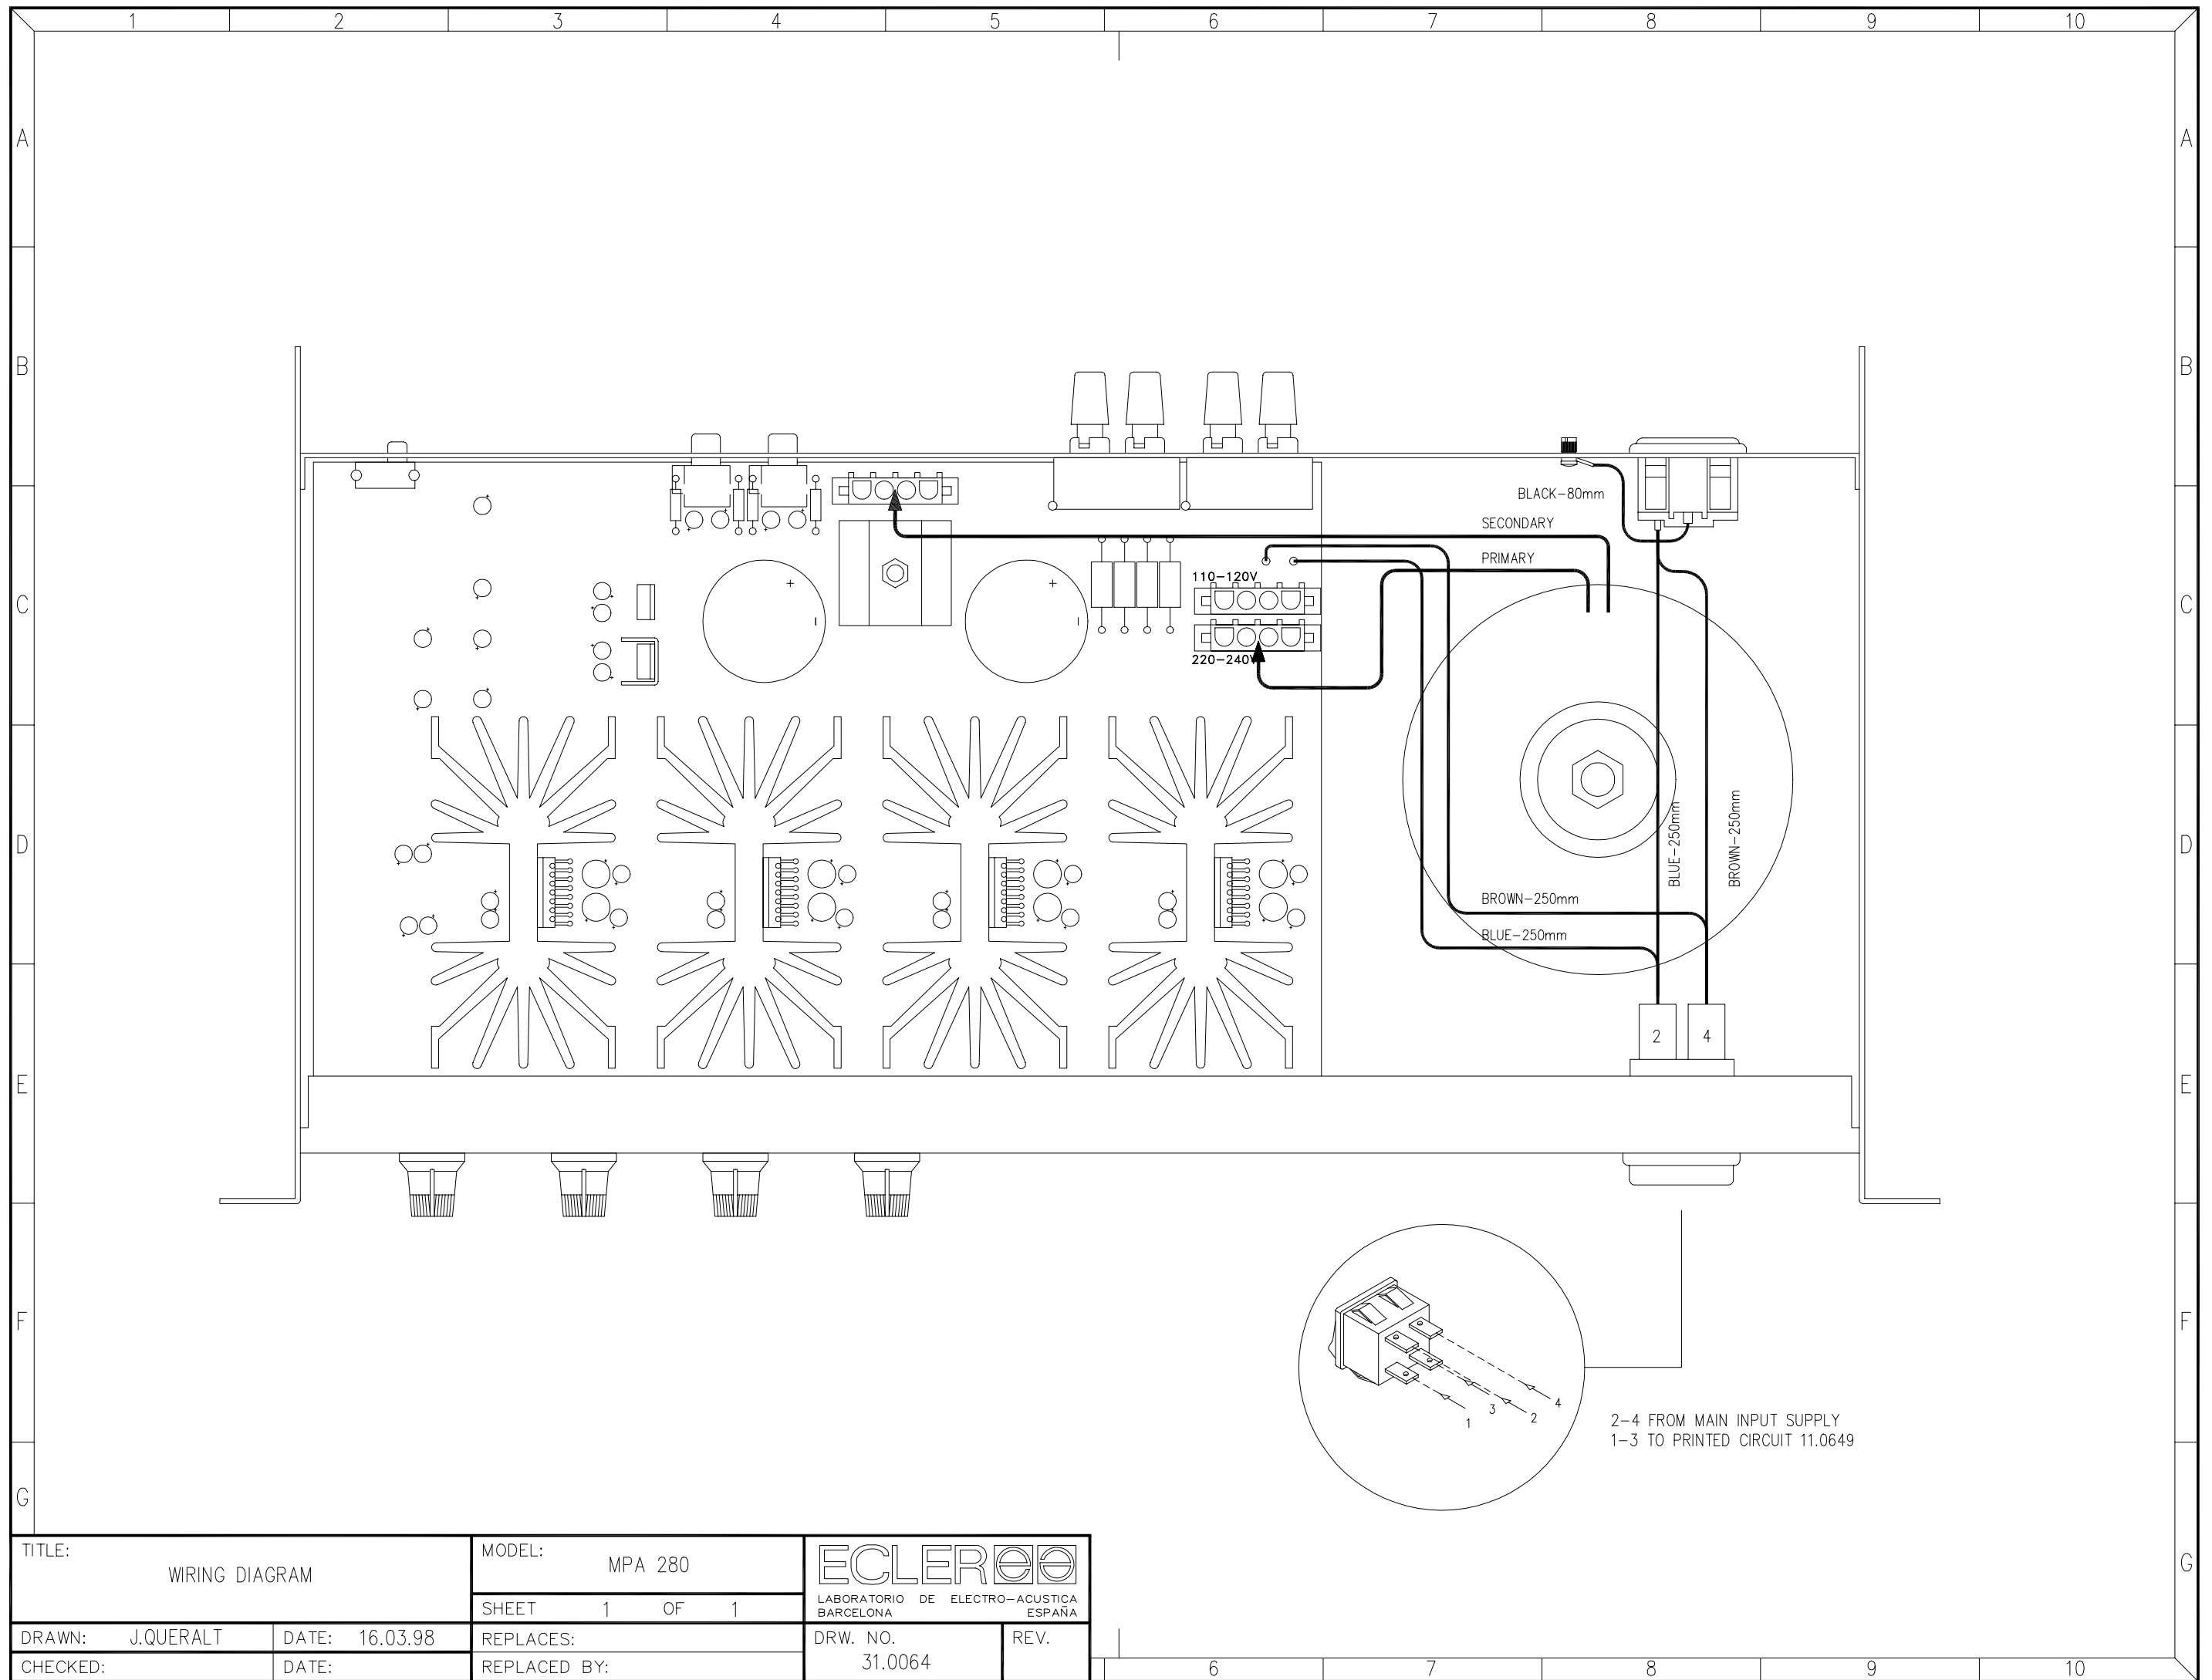 1 2 3 4 5 6 7 8 9 10
A A
B B
BLACK-80mm
SECONDARY
PRIMARY
110-120V
C C
220-240V
+ - + -
D D
BLUE-250mm
BROWN-250mm
BROWN-250mm
BLUE-250mm
2 4
E E
F F
4
3 2
1
2-4 FROM MAIN INPUT SUPPLY
1-3 TO PRINTED CIRCUIT 11.0649
G G
TITLE:
WIRING DIAGRAM
MODEL:
MPA 280
SHEET 1 OF 1
ECLER
LABORATORIO DE ELECTRO-ACUSTICA
BARCELONA ESPAÑA
DRAWN: J.QUERALT DATE: 16.03.98
CHECKED: DATE:
REPLACES:
REPLACED BY:
DRW. NO.
31.0064
REV.
6 7 8 9 10